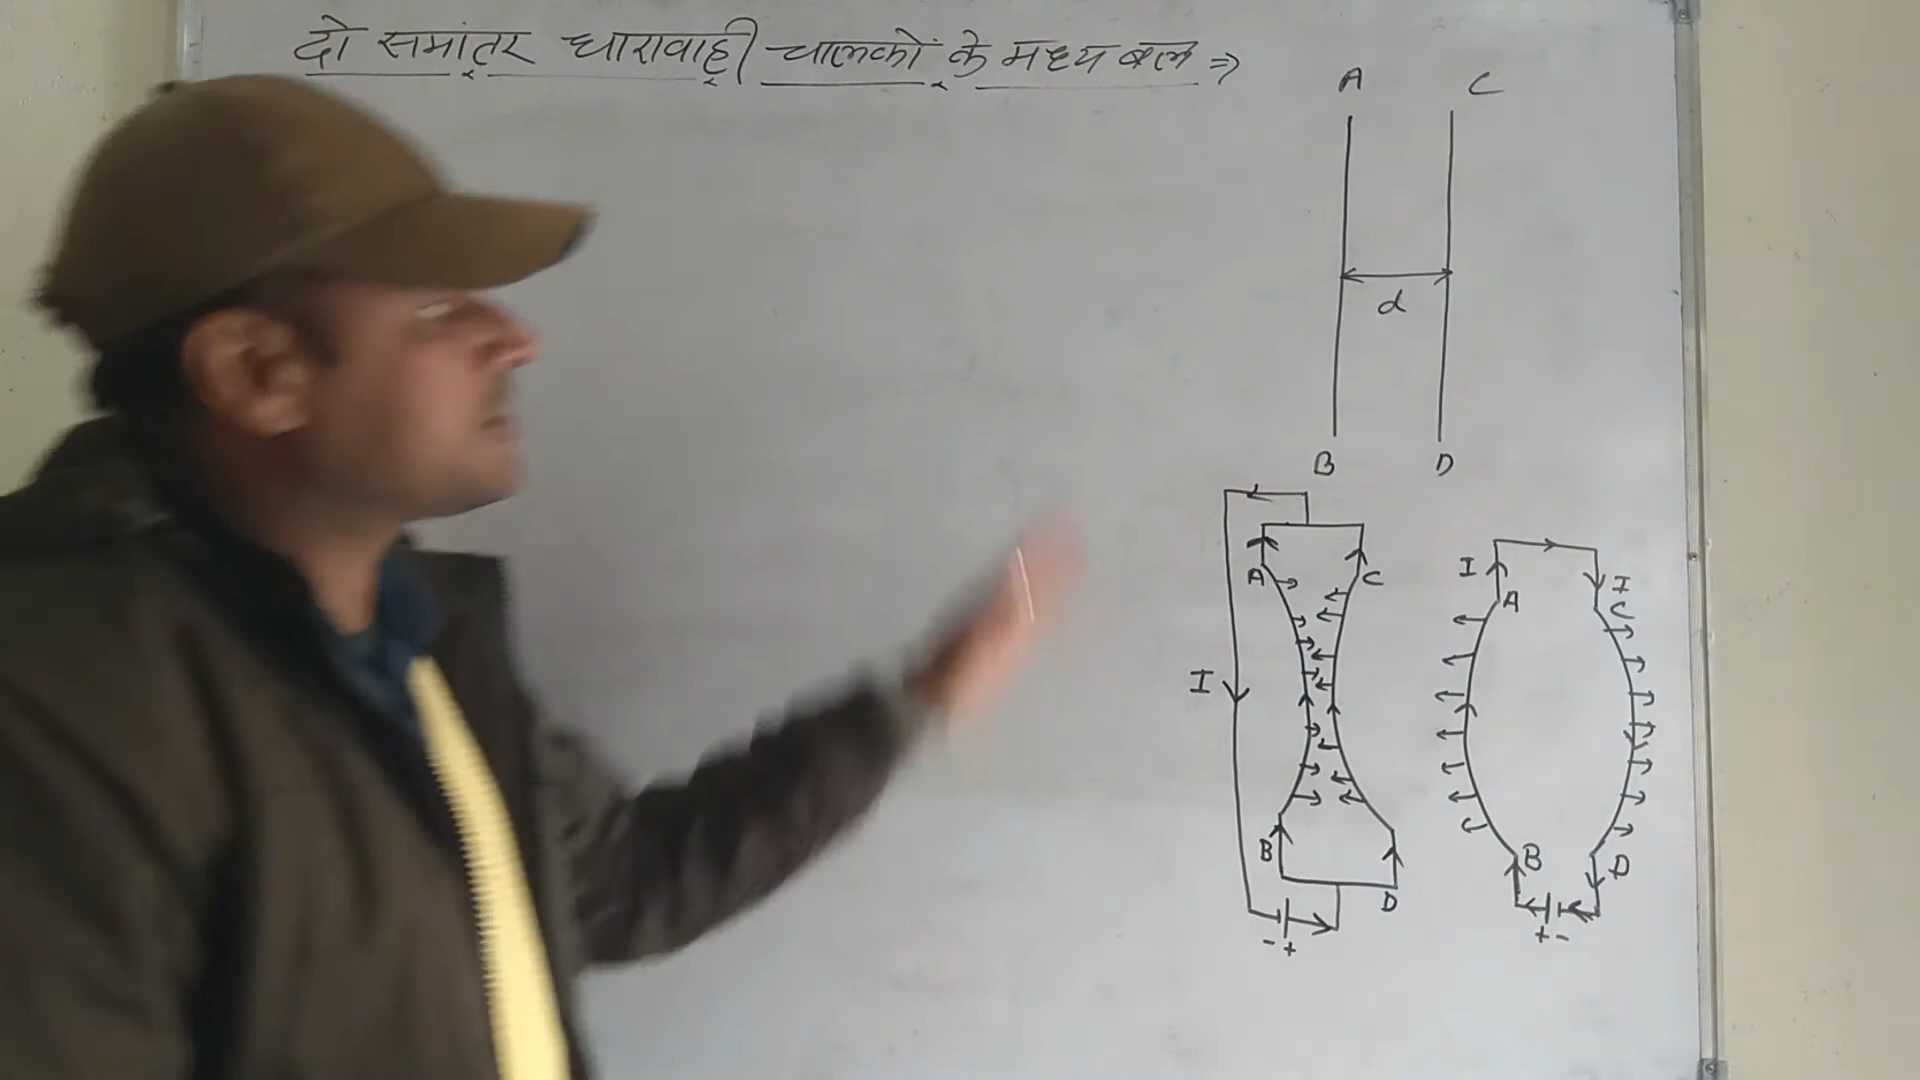 दो समांतर धारावाही चालकों के मध्य बल ⇒
A C
d
B D
I I
A C A C
I
B D B D
- + + -